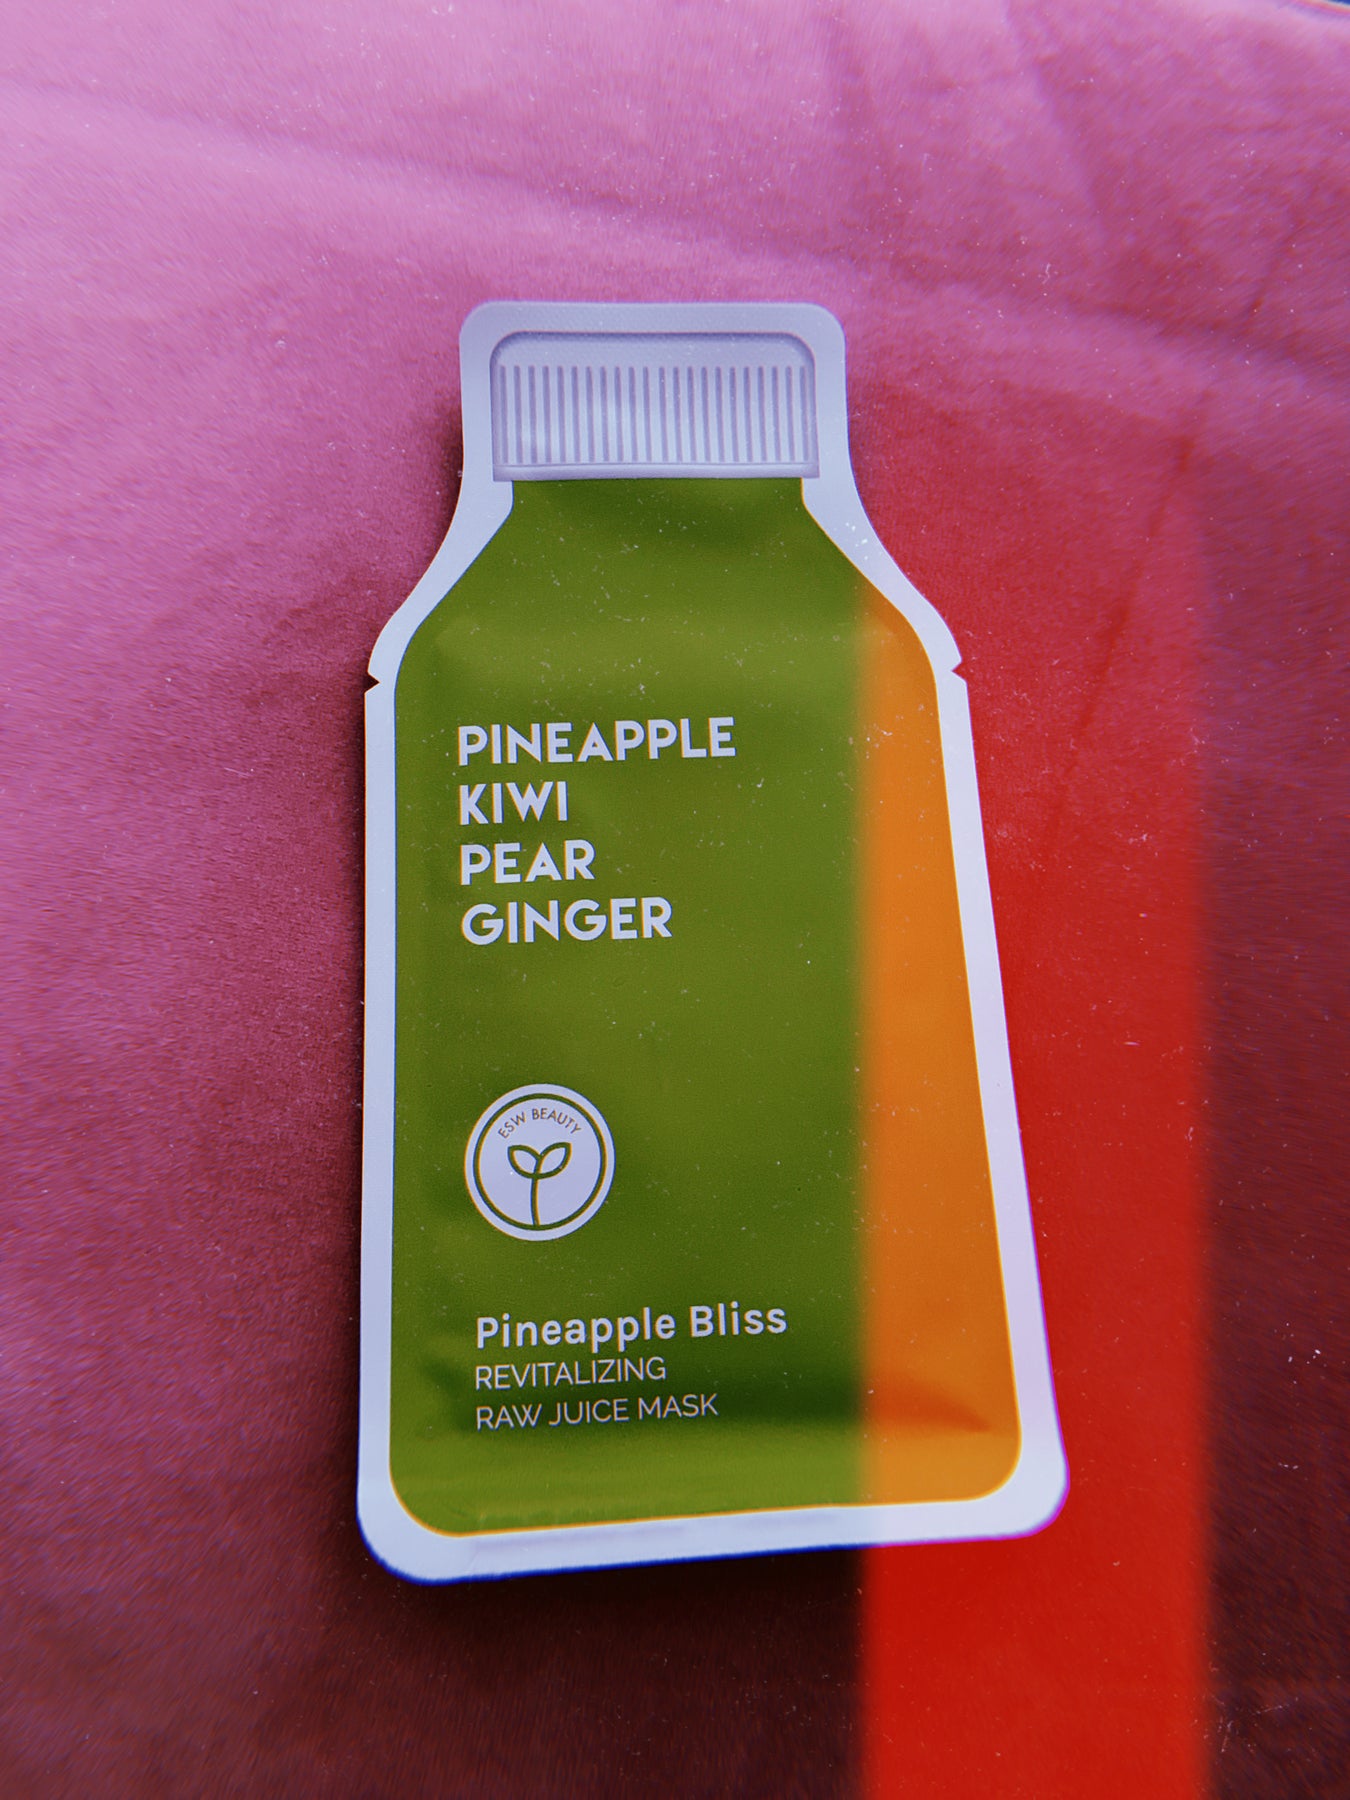 PINEAPPLE
KIWI
PEAR
GINGER
ESW BEAUTY
Pineapple Bliss
REVITALIZING
RAW JUICE MASK